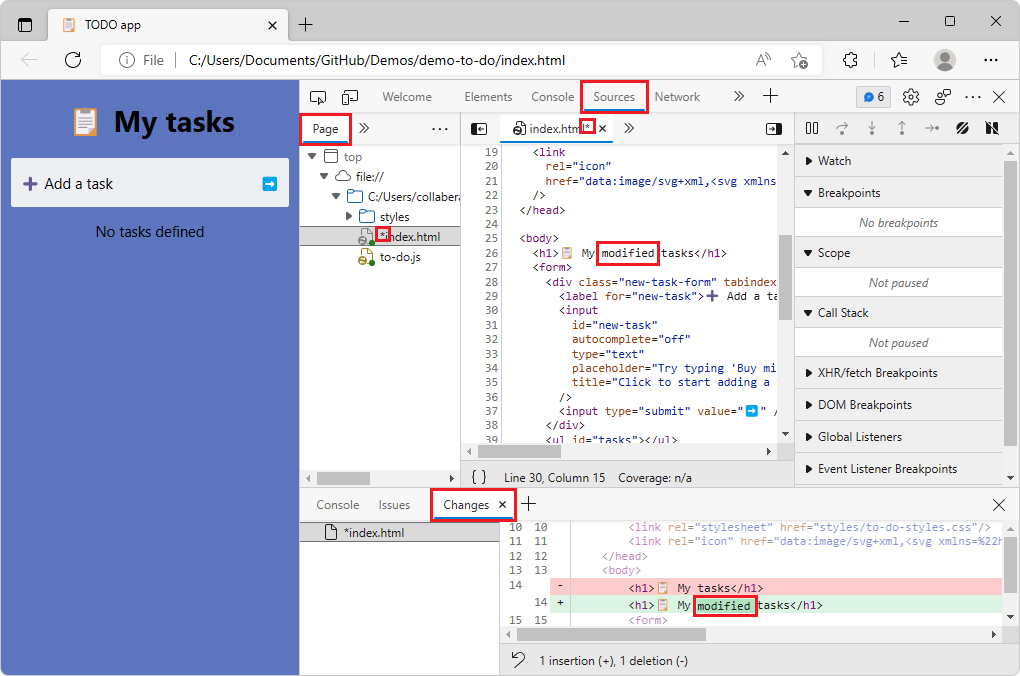 TODO app
File C:/Users/Documents/GitHub/Demos/demo-to-do/index.html
My tasks
Add a task
No tasks defined
Welcome Elements Console Sources Network 6
Page
top
file://
C:/Users/collabera
styles
*index.html
to-do.js
index.html*
19 <link
20 rel="icon"
21 href="data:image/svg+xml,<svg xmlns
22 />
23 </head>
24
25 <body>
26 <h1>📋 My modified tasks</h1>
27 <form>
28 <div class="new-task-form" tabindex
29 <label for="new-task">➕ Add a ta
30 <input
31 id="new-task"
32 autocomplete="off"
33 type="text"
34 placeholder="Try typing 'Buy mi
35 title="Click to start adding a
36 />
37 <input type="submit" value="➡️" /
38 </div>
39 <ul id="tasks"></ul>
{ } Line 30, Column 15 Coverage: n/a
Watch
Breakpoints
No breakpoints
Scope
Not paused
Call Stack
Not paused
XHR/fetch Breakpoints
DOM Breakpoints
Global Listeners
Event Listener Breakpoints
Console Issues Changes
*index.html
10 10 <link rel="stylesheet" href="styles/to-do-styles.css"/>
11 11 <link rel="icon" href="data:image/svg+xml,<svg xmlns=%22h
12 12 </head>
13 13 <body>
14 - <h1>📋 My tasks</h1>
14 + <h1>📋 My modified tasks</h1>
15 15 <form>
1 insertion (+), 1 deletion (-)